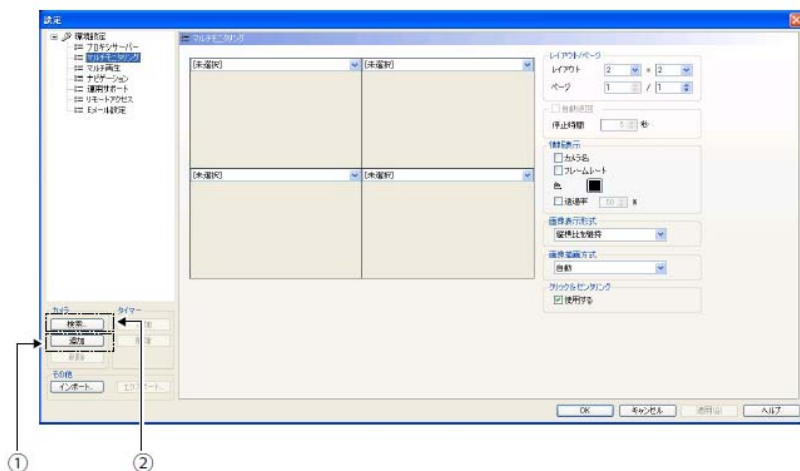 設定
環境設定
プロキシサーバー
マルチモニタリング
マルチ再生
ナビゲーション
運用サポート
リモートアクセス
Eメール設定
マルチモニタリング
[未選択]
[未選択]
[未選択]
[未選択]
レイアウト/ページ
レイアウト 2 × 2
ページ 1 / 1
停止時間 5 秒
情報表示
カメラ名
フレームレート
色
透過率 50 %
画像表示形式
縦横比を維持
画像描画方式
自動
クリック&センタリング
使用する
カメラ
タイマー
検索...
追加
追加
削除
削除
その他
インポート...
エクスポート...
OK
キャンセル
適用(A)
ヘルプ
①
②